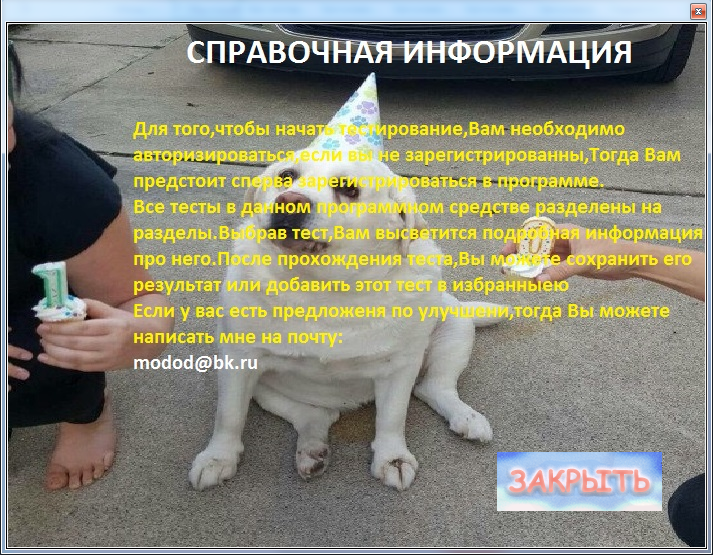 СПРАВОЧНАЯ ИНФОРМАЦИЯ
Для того,чтобы начать тестирование,Вам необходимо
авторизироваться,если вы не зарегистрированны,Тогда Вам
предстоит сперва зарегистрироваться в программе.
Все тесты в данном программном средстве разделены на
разделы.Выбрав тест,Вам высветится подробная информация
про него.После прохождения теста,Вы можете сохранить его
результат или добавить этот тест в избранныею
Если у вас есть предложеня по улучшени,тогда Вы можете
написать мне на почту:
modod@bk.ru
1
0
ЗАКРЫТЬ